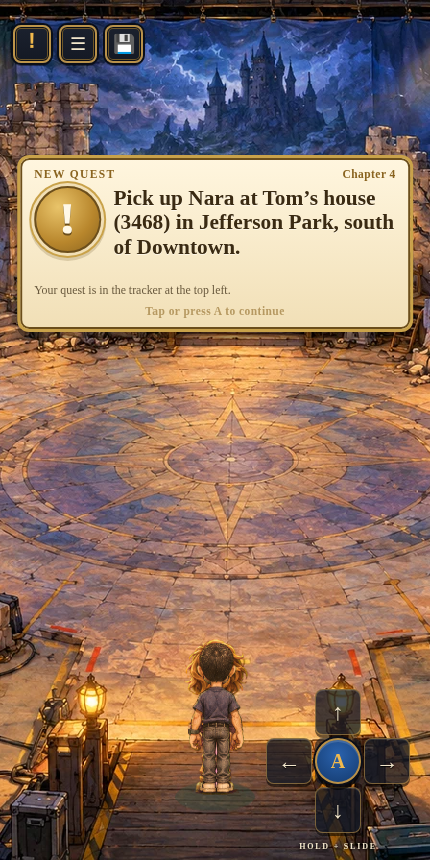 !
☰
NEW QUEST
Chapter 4
!
Pick up Nara at Tom’s house
(3468) in Jefferson Park, south
of Downtown.
Your quest is in the tracker at the top left.
Tap or press A to continue
↑
← A →
↓
HOLD + SLIDE